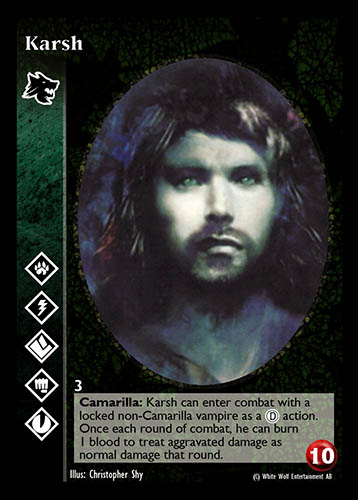 Karsh
3
Camarilla: Karsh can enter combat with a
locked non-Camarilla vampire as a Ⓓ action.
Once each round of combat, he can burn
1 blood to treat aggravated damage as
normal damage that round.
10
Illus: Christopher Shy
(C) White Wolf Entertainment AB